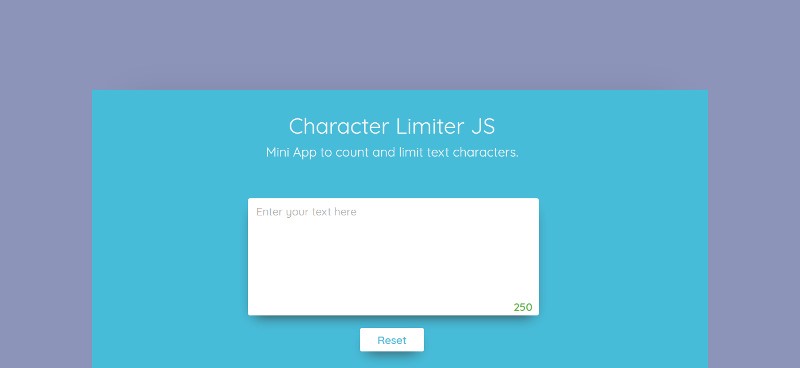 Character Limiter JS
Mini App to count and limit text characters.
Enter your text here
250
Reset